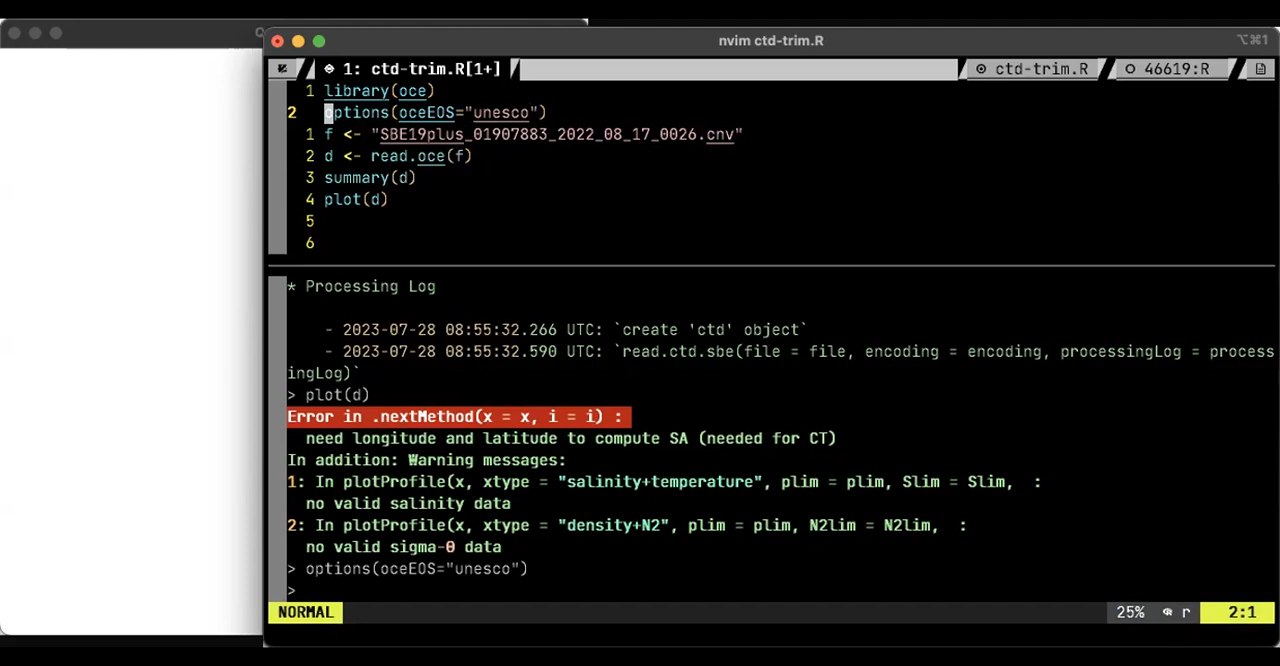 nvim ctd-trim.R
⌥⌘1
1: ctd-trim.R[1+]
ctd-trim.R
46619:R
1 library(oce)
2 options(oceEOS="unesco")
1 f <- "SBE19plus_01907883_2022_08_17_0026.cnv"
2 d <- read.oce(f)
3 summary(d)
4 plot(d)
5
6
* Processing Log
- 2023-07-28 08:55:32.266 UTC: `create 'ctd' object`
- 2023-07-28 08:55:32.590 UTC: `read.ctd.sbe(file = file, encoding = encoding, processingLog = process
ingLog)`
> plot(d)
Error in .nextMethod(x = x, i = i) :
need longitude and latitude to compute SA (needed for CT)
In addition: Warning messages:
1: In plotProfile(x, xtype = "salinity+temperature", plim = plim, Slim = Slim,  :
no valid salinity data
2: In plotProfile(x, xtype = "density+N2", plim = plim, N2lim = N2lim,  :
no valid sigma-θ data
> options(oceEOS="unesco")
>
NORMAL
25%
r
2:1